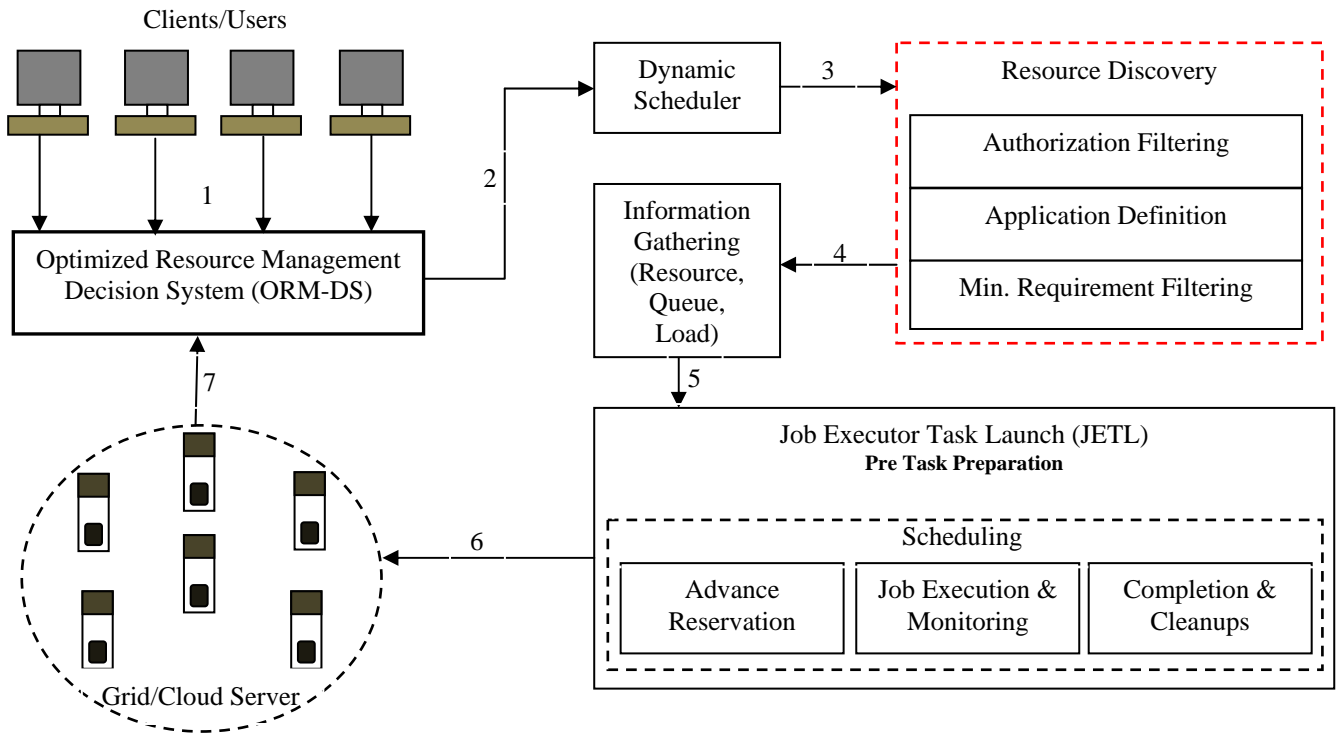 Clients/Users
1
Optimized Resource Management
Decision System (ORM-DS)
2
Dynamic
Scheduler
3
Resource Discovery
Authorization Filtering
Application Definition
Min. Requirement Filtering
4
Information
Gathering
(Resource,
Queue,
Load)
5
Job Executor Task Launch (JETL)
Pre Task Preparation
Scheduling
Advance
Reservation
Job Execution &
Monitoring
Completion &
Cleanups
6
Grid/Cloud Server
7